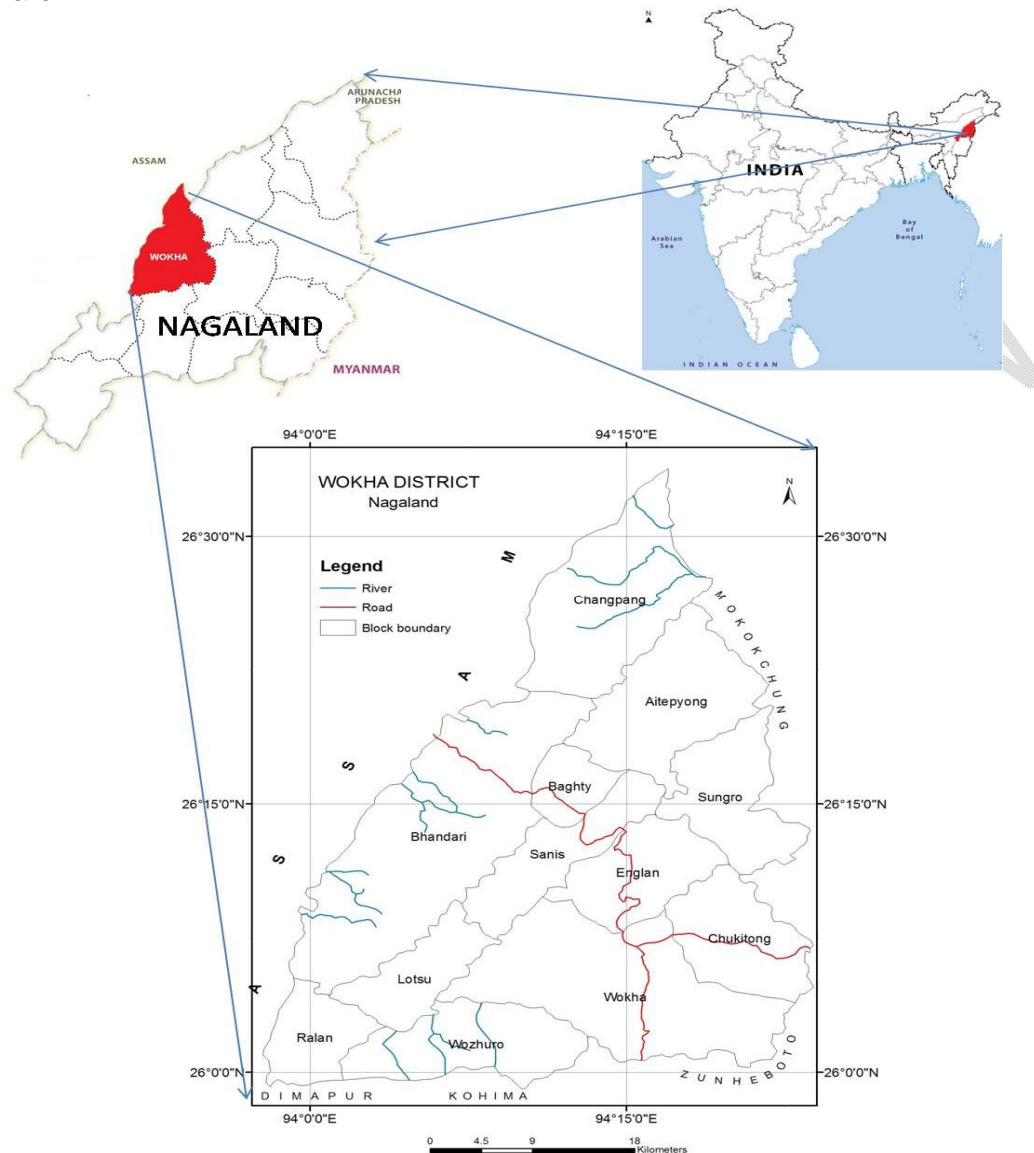 ARUNACHA
PRADESH
ASSAM
WOKHA
NAGALAND
MYANMAR
N
INDIA
Arabian
Sea
Bay
of
Bengal
INDIAN OCEAN
94°0'0"E 94°15'0"E
WOKHA DISTRICT
Nagaland
N
26°30'0"N 26°30'0"N
Legend
River
Road
Block boundary
ASSAM
MOKOKCHUNG
Changpang
Aitepyong
Baghty
Sungro
26°15'0"N 26°15'0"N
Bhandari
Sanis
Englan
Chukitong
Lotsu
Wokha
Ralan
Wozhuro
ZUNHEBOTO
26°0'0"N 26°0'0"N
DIMAPUR KOHIMA
94°0'0"E 94°15'0"E
0 4.5 9 18
Kilometers